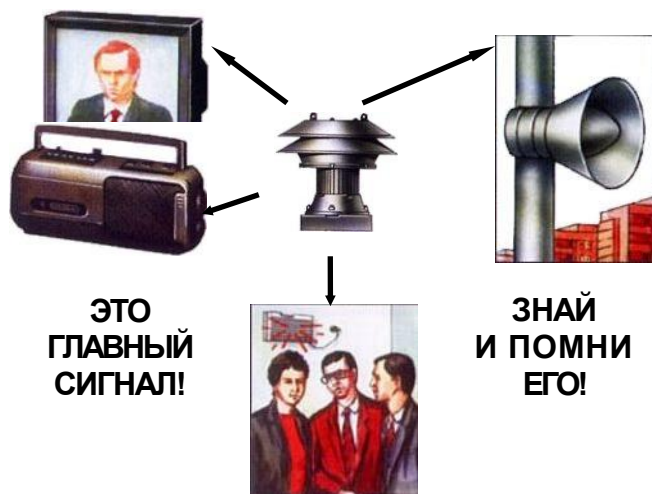 ЭТО
ГЛАВНЫЙ
СИГНАЛ!
ЗНАЙ
И ПОМНИ
ЕГО!